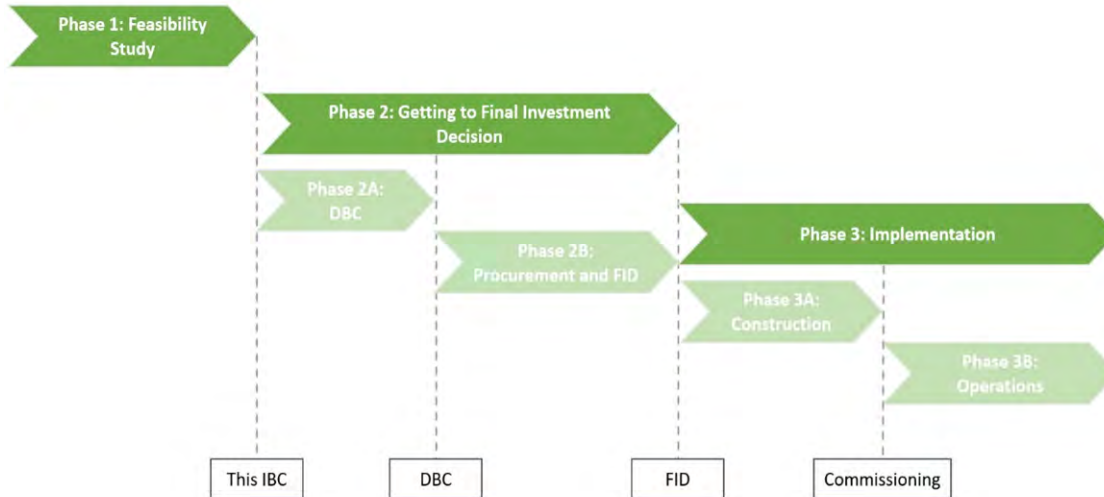 Phase 1: Feasibility
Study
Phase 2: Getting to Final Investment
Decision
Phase 2A:
DBC
Phase 2B:
Procurement and FID
Phase 3: Implementation
Phase 3A:
Construction
Phase 3B:
Operations
This IBC
DBC
FID
Commissioning